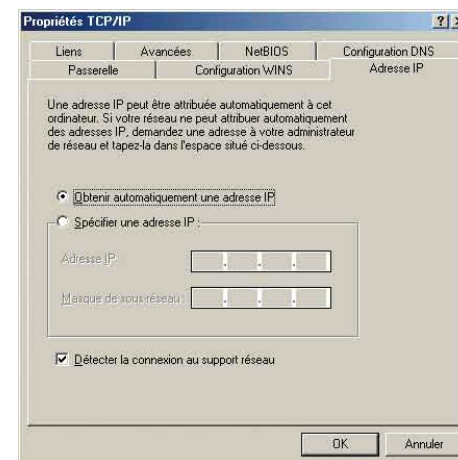 Propriétés TCP/IP
Liens Avancées NetBIOS Configuration DNS
Passerelle Configuration WINS Adresse IP
Une adresse IP peut être attribuée automatiquement à cet
ordinateur. Si votre réseau ne peut attribuer automatiquement
des adresses IP, demandez une adresse à votre administrateur
de réseau et tapez-la dans l'espace situé ci-dessous.
Obtenir automatiquement une adresse IP
Spécifier une adresse IP :
Adresse IP
Masque de sous-réseau :
Détecter la connexion au support réseau
OK Annuler